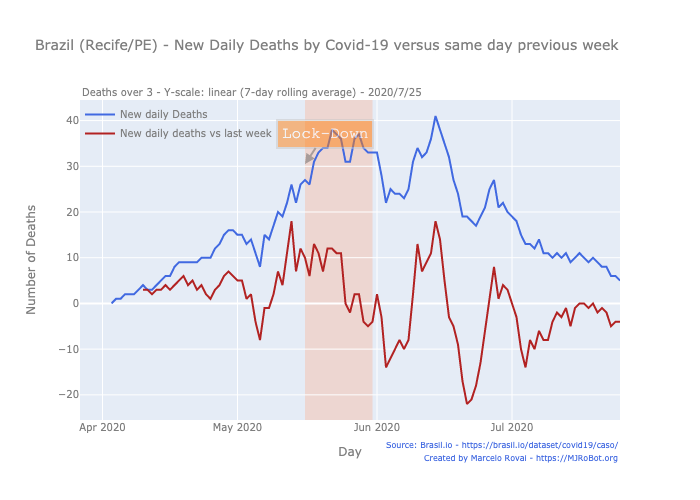 Brazil (Recife/PE) - New Daily Deaths by Covid-19 versus same day previous week
Deaths over 3 - Y-scale: linear (7-day rolling average) - 2020/7/25
New daily Deaths
New daily deaths vs last week
Lock-Down
40
30
20
10
0
−10
−20
Number of Deaths
Apr 2020
May 2020
Jun 2020
Jul 2020
Day
Source: Brasil.io - https://brasil.io/dataset/covid19/caso/
Created by Marcelo Rovai - https://MJRoBot.org